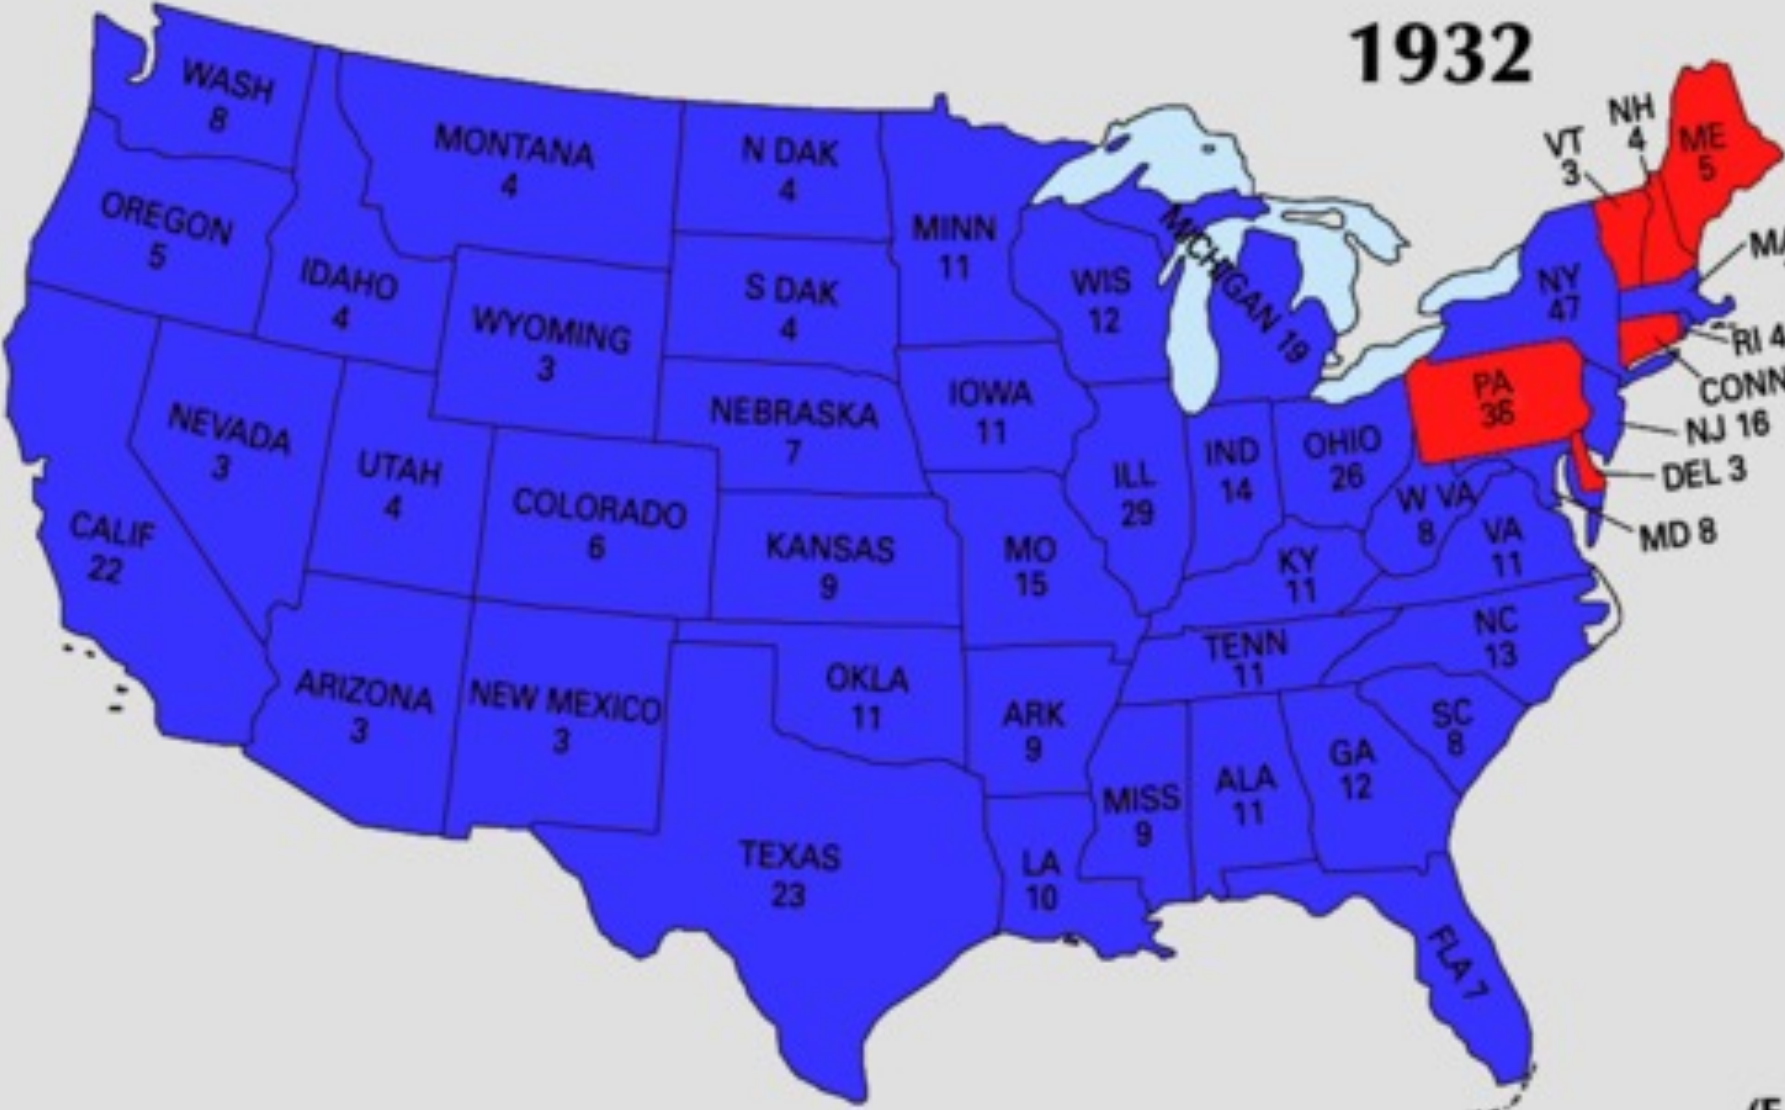 1932
WASH
8
MONTANA
4
N DAK
4
MINN
11
OREGON
5
IDAHO
4
WYOMING
3
S DAK
4
WIS
12
MICHIGAN 19
VT
3
NH
4
ME
5
NY
47
RI 4
CONN
PA
36
NJ 16
DEL 3
MD 8
NEVADA
3
UTAH
4
COLORADO
6
NEBRASKA
7
IOWA
11
ILL
29
IND
14
OHIO
26
W VA
8
VA
11
CALIF
22
KANSAS
9
MO
15
KY
11
ARIZONA
3
NEW MEXICO
3
OKLA
11
ARK
9
TENN
11
NC
13
SC
8
TEXAS
23
LA
10
MISS
9
ALA
11
GA
12
FLA 7